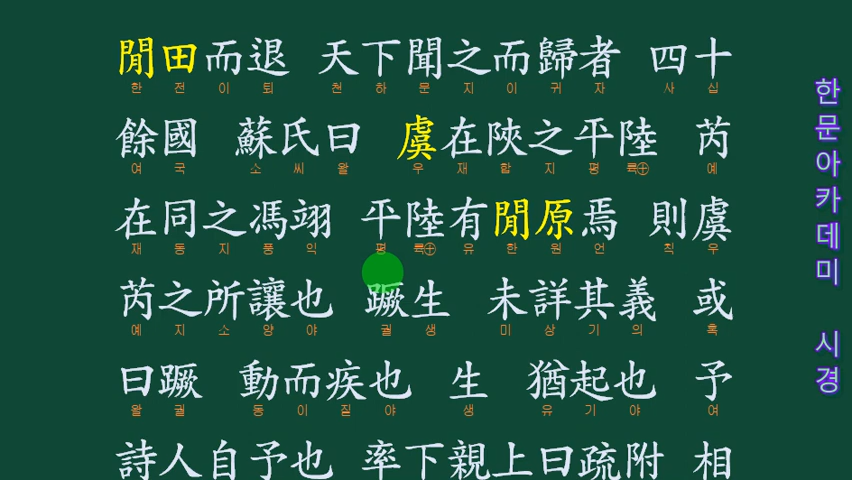 閒田而退 天下聞之而歸者 四十
한전이퇴 천하문지이귀자 사십
餘國 蘇氏曰 虞在陜之平陸 芮
여국 소씨왈 우재합지평륙㊉ 예
在同之馮翊 平陸有閒原焉 則虞
재동지풍익 평륙㊉유한원언 칙우
芮之所讓也 蹶生 未詳其義 或
예지소양야 궐생 미상기의 혹
曰蹶 動而疾也 生 猶起也 予
왈궐 동이질야 생 유기야 여
詩人自予也 率下親上曰疏附 相
한문아카데미 시경